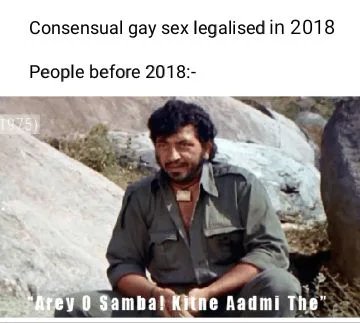 Consensual gay sex legalised in 2018
People before 2018:-
1975)
"Arey O Samba! Kitne Aadmi The"